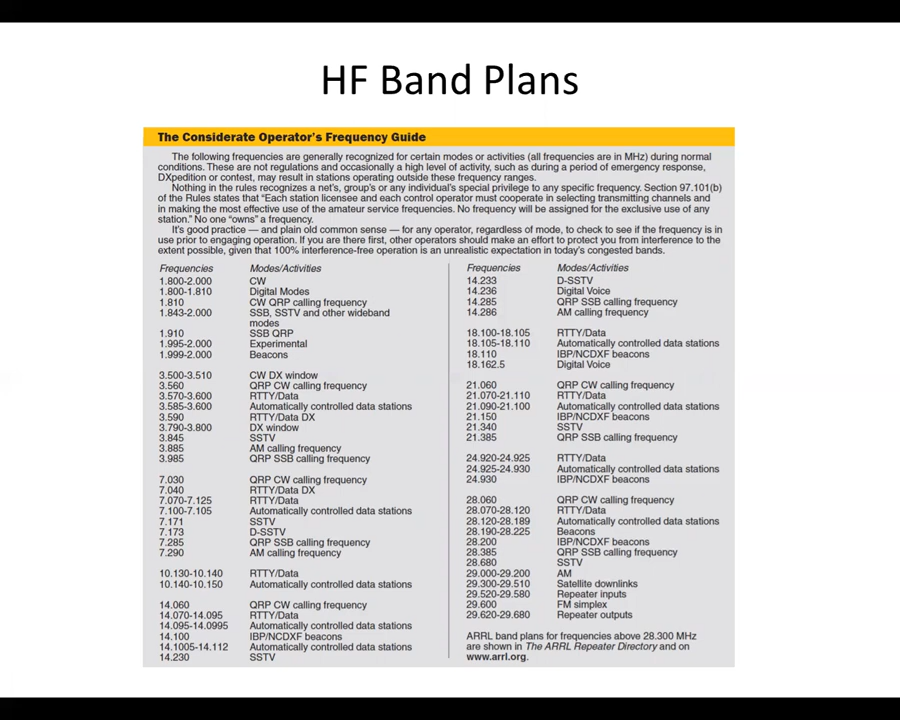 HF Band Plans
The Considerate Operator's Frequency Guide
The following frequencies are generally recognized for certain modes or activities (all frequencies are in MHz) during normal
conditions. These are not regulations and occasionally a high level of activity, such as during a period of emergency response,
DXpedition or contest, may result in stations operating outside these frequency ranges.
Nothing in the rules recognizes a net's, group's or any individual's special privilege to any specific frequency. Section 97.101(b)
of the Rules states that "Each station licensee and each control operator must cooperate in selecting transmitting channels and
in making the most effective use of the amateur service frequencies. No frequency will be assigned for the exclusive use of any
station." No one "owns" a frequency.
It's good practice — and plain old common sense - for any operator, regardless of mode, to check to see if the frequency is in
use prior to engaging operation. If you are there first, other operators should make an effort to protect you from interference to the
extent possible, given that 100% interference-free operation is an unrealistic expectation in today's congested bands.
Frequencies Modes/Activities
1.800-2.000 CW
1.800-1.810 Digital Modes
1.810 CW QRP calling frequency
1.843-2.000 SSB, SSTV and other wideband
modes
1.910 SSB QRP
1.995-2.000 Experimental
1.999-2.000 Beacons
3.500-3.510 CW DX window
3.560 QRP CW calling frequency
3.570-3.600 RTTY/Data
3.585-3.600 Automatically controlled data stations
3.590 RTTY/Data DX
3.790-3.800 DX window
3.845 SSTV
3.885 AM calling frequency
3.985 QRP SSB calling frequency
7.030 QRP CW calling frequency
7.040 RTTY/Data DX
7.070-7.125 RTTY/Data
7.100-7.105 Automatically controlled data stations
7.171 SSTV
7.173 D-SSTV
7.285 QRP SSB calling frequency
7.290 AM calling frequency
10.130-10.140 RTTY/Data
10.140-10.150 Automatically controlled data stations
14.060 QRP CW calling frequency
14.070-14.095 RTTY/Data
14.095-14.0995 Automatically controlled data stations
14.100 IBP/NCDXF beacons
14.1005-14.112 Automatically controlled data stations
14.230 SSTV
Frequencies Modes/Activities
14.233 D-SSTV
14.236 Digital Voice
14.285 QRP SSB calling frequency
14.286 AM calling frequency
18.100-18.105 RTTY/Data
18.105-18.110 Automatically controlled data stations
18.110 IBP/NCDXF beacons
18.162.5 Digital Voice
21.060 QRP CW calling frequency
21.070-21.110 RTTY/Data
21.090-21.100 Automatically controlled data stations
21.150 IBP/NCDXF beacons
21.340 SSTV
21.385 QRP SSB calling frequency
24.920-24.925 RTTY/Data
24.925-24.930 Automatically controlled data stations
24.930 IBP/NCDXF beacons
28.060 QRP CW calling frequency
28.070-28.120 RTTY/Data
28.120-28.189 Automatically controlled data stations
28.190-28.225 Beacons
28.200 IBP/NCDXF beacons
28.385 QRP SSB calling frequency
28.680 SSTV
29.000-29.200 AM
29.300-29.510 Satellite downlinks
29.520-29.580 Repeater inputs
29.600 FM simplex
29.620-29.680 Repeater outputs
ARRL band plans for frequencies above 28.300 MHz
are shown in The ARRL Repeater Directory and on
www.arrl.org.